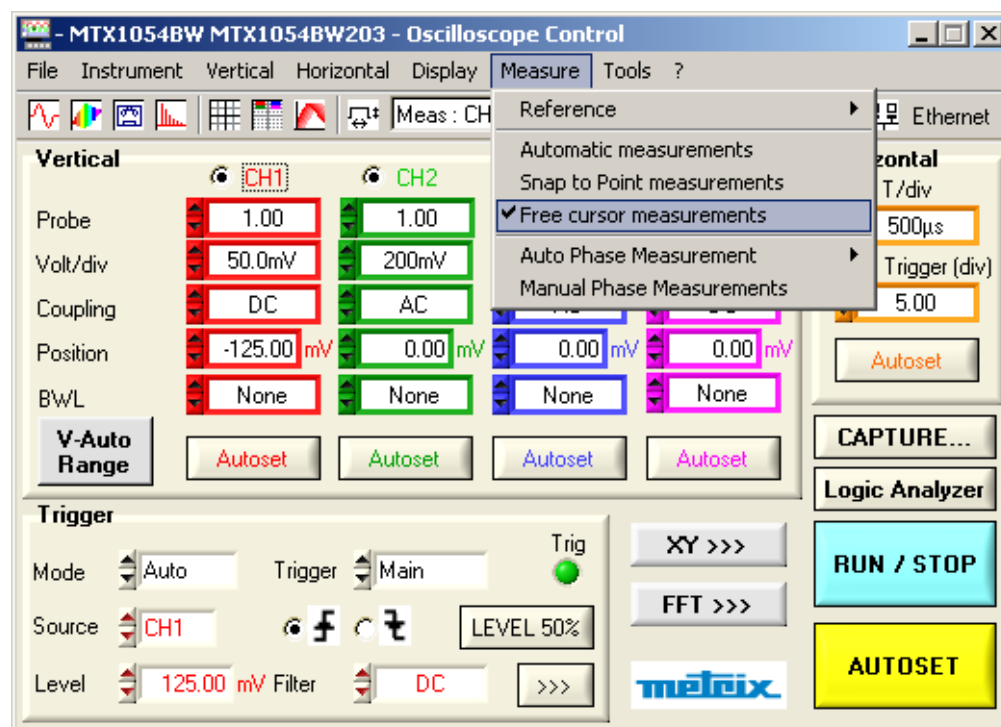 - MTX1054BW MTX1054BW203 - Oscilloscope Control
File Instrument Vertical Horizontal Display Measure Tools ?
Meas : CH
Ethernet
Reference
Automatic measurements
Snap to Point measurements
Free cursor measurements
Auto Phase Measurement
Manual Phase Measurements
Vertical
CH1 CH2
Probe 1.00 1.00
Volt/div 50.0mV 200mV
Coupling DC AC
Position -125.00 mV 0.00 mV 0.00 mV 0.00 mV
BWL None None None None
V-Auto
Range
Autoset Autoset Autoset Autoset
zontal
T/div
500µs
Trigger (div)
5.00
Autoset
CAPTURE...
Logic Analyzer
RUN / STOP
AUTOSET
Trigger
Mode Auto Trigger Main Trig
Source CH1 LEVEL 50%
Level 125.00 mV Filter DC >>>
XY >>>
FFT >>>
metrix